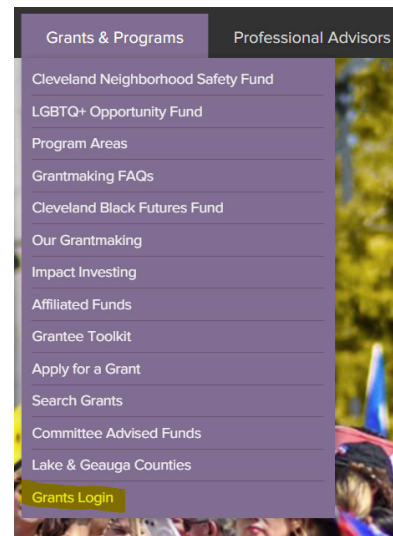 Grants & Programs Professional Advisors
Cleveland Neighborhood Safety Fund
LGBTQ+ Opportunity Fund
Program Areas
Grantmaking FAQs
Cleveland Black Futures Fund
Our Grantmaking
Impact Investing
Affiliated Funds
Grantee Toolkit
Apply for a Grant
Search Grants
Committee Advised Funds
Lake & Geauga Counties
Grants Login